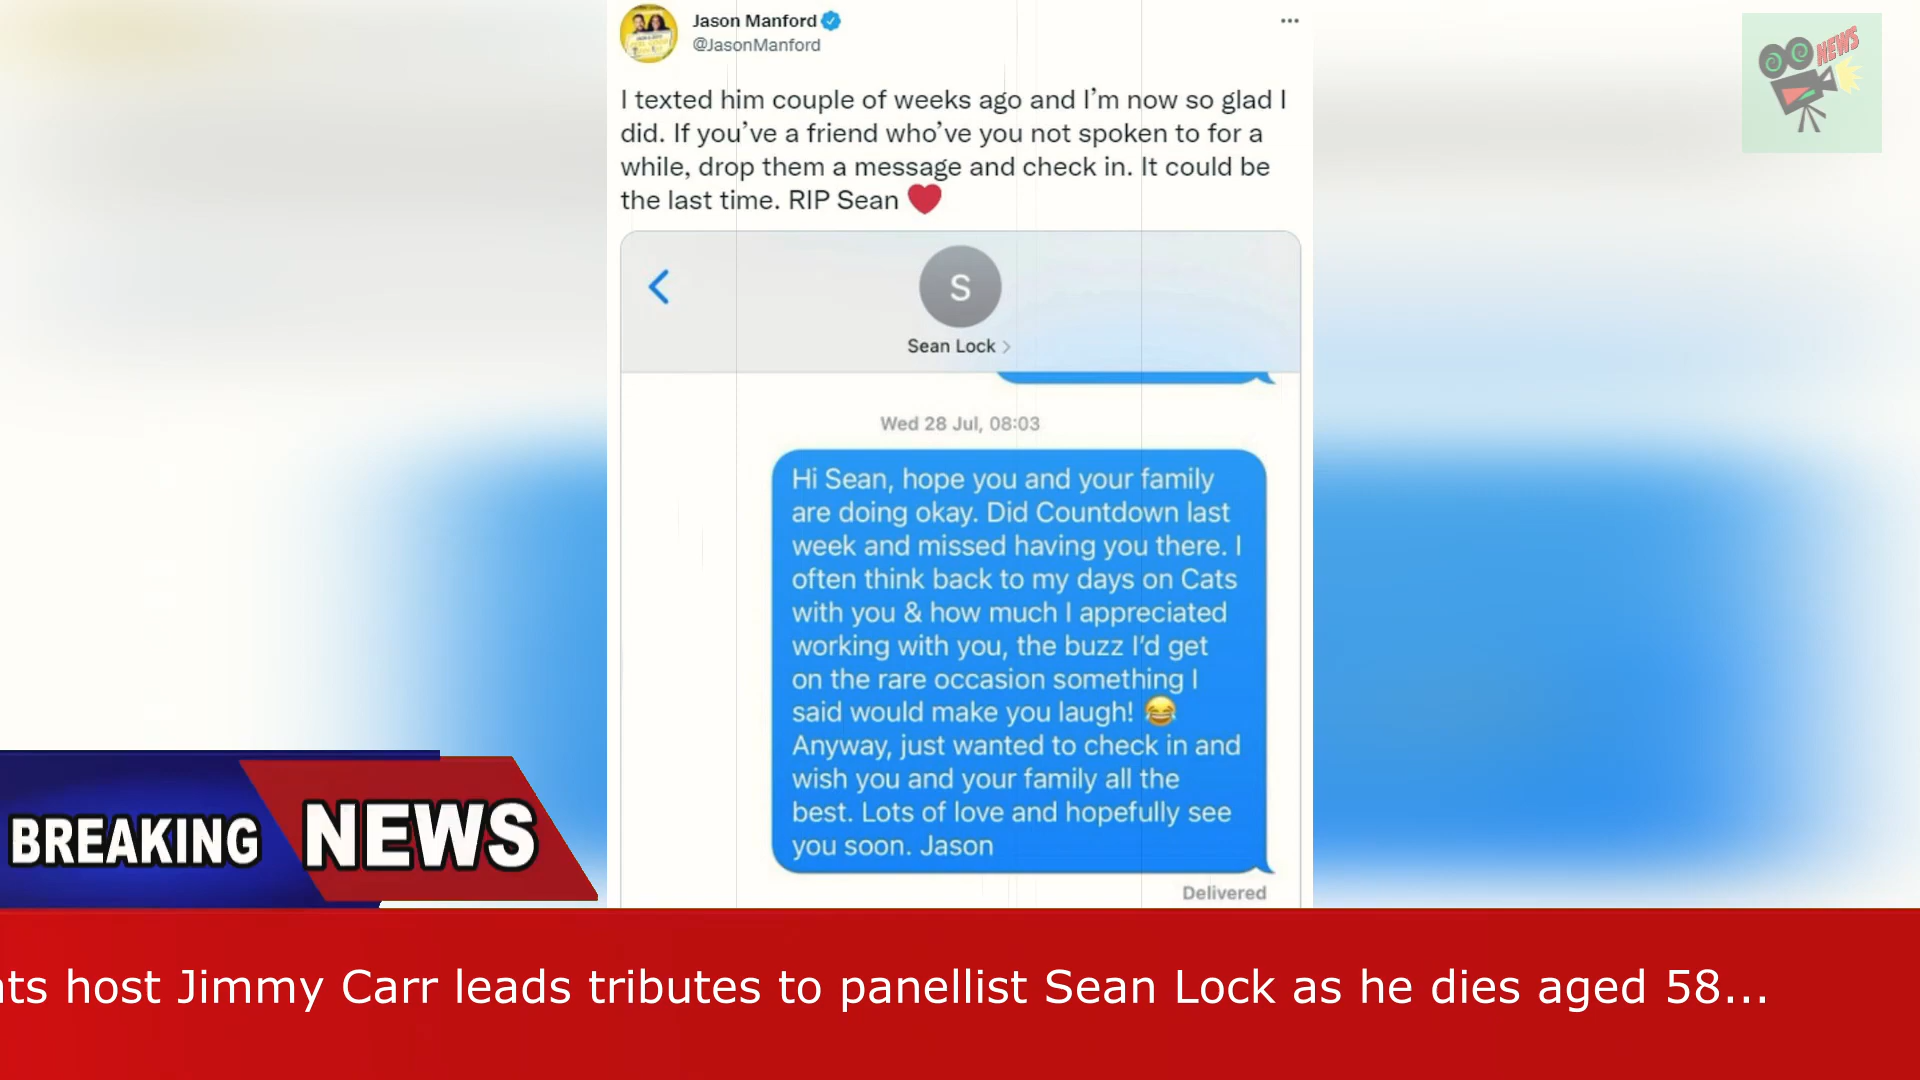 Jason Manford
@JasonManford
NEWS
I texted him couple of weeks ago and I’m now so glad I
did. If you’ve a friend who’ve you not spoken to for a
while, drop them a message and check in. It could be
the last time. RIP Sean ❤
S
Sean Lock >
Wed 28 Jul, 08:03
Hi Sean, hope you and your family
are doing okay. Did Countdown last
week and missed having you there. I
often think back to my days on Cats
with you & how much I appreciated
working with you, the buzz I’d get
on the rare occasion something I
said would make you laugh! 😂
Anyway, just wanted to check in and
wish you and your family all the
best. Lots of love and hopefully see
you soon. Jason
Delivered
BREAKING NEWS
host Jimmy Carr leads tributes to panellist Sean Lock as he dies aged 58...